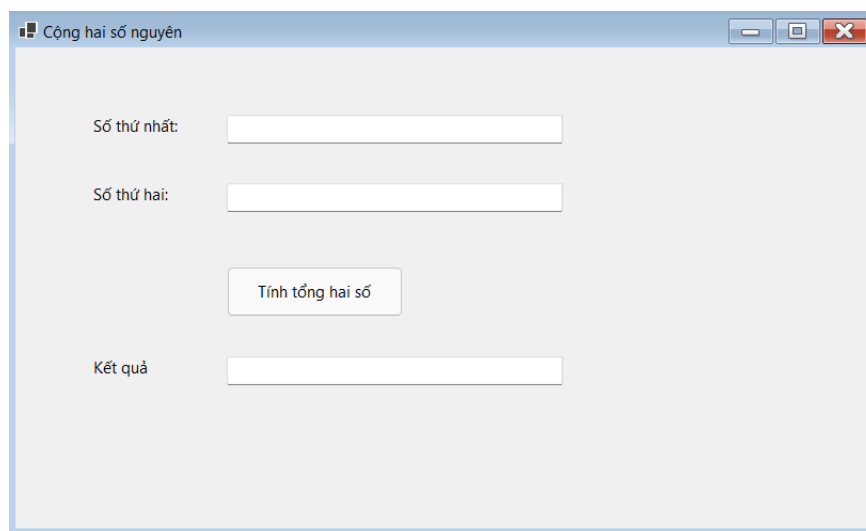 Cộng hai số nguyên
Số thứ nhất:
Số thứ hai:
Tính tổng hai số
Kết quả